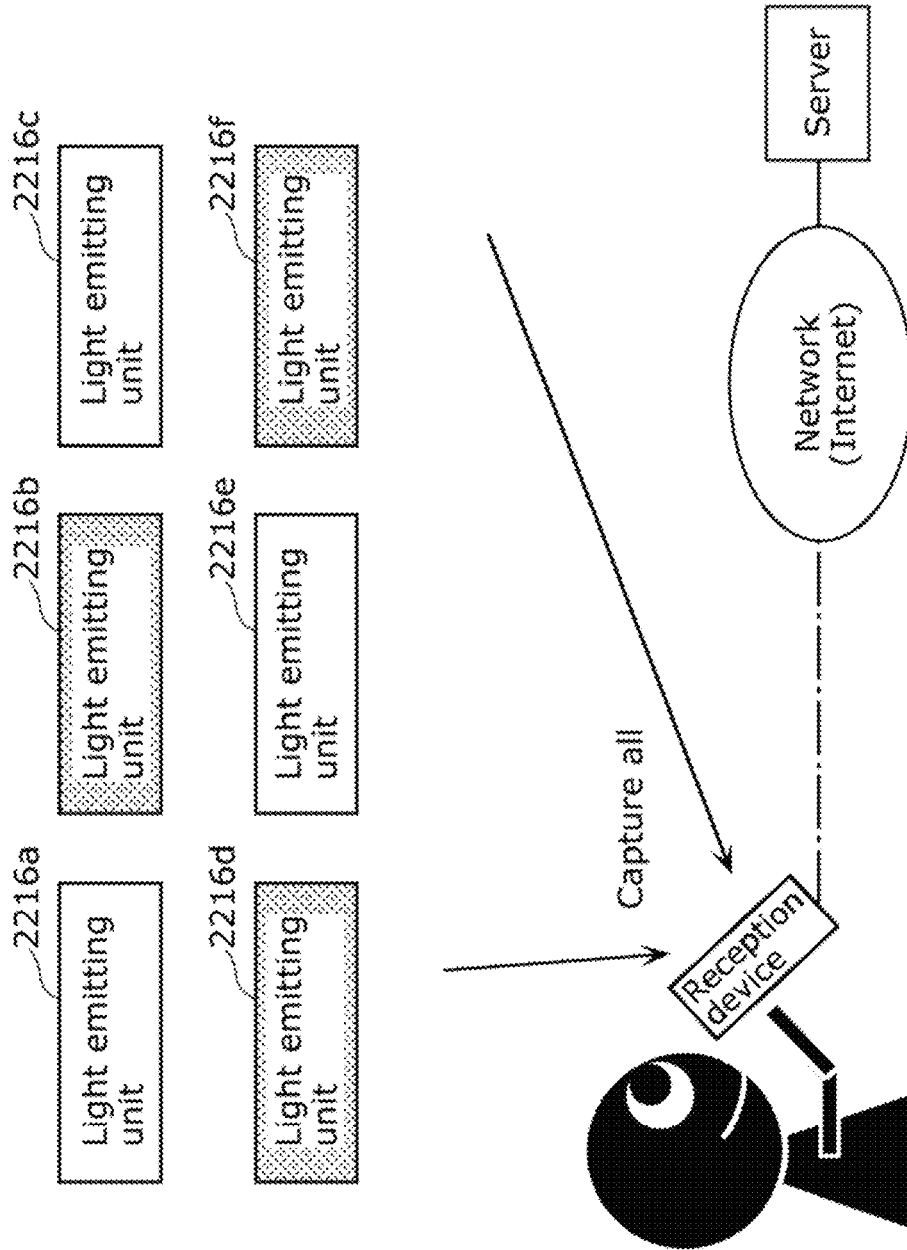 2216a
Light emitting
unit
2216b
Light emitting
unit
2216c
Light emitting
unit
2216d
Light emitting
unit
2216e
Light emitting
unit
2216f
Light emitting
unit
Capture all
Reception
device
Network
(Internet)
Server